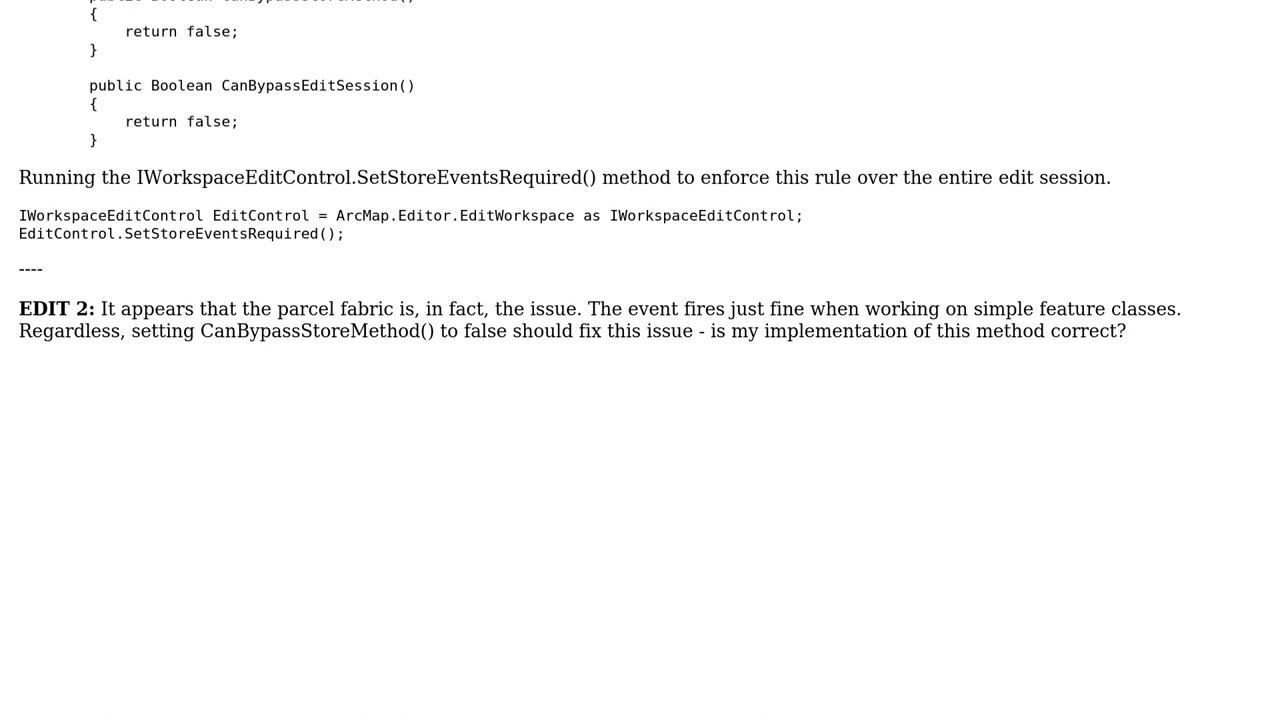 {
return false;
}
public Boolean CanBypassEditSession()
{
return false;
}
Running the IWorkspaceEditControl.SetStoreEventsRequired() method to enforce this rule over the entire edit session.
IWorkspaceEditControl EditControl = ArcMap.Editor.EditWorkspace as IWorkspaceEditControl;
EditControl.SetStoreEventsRequired();
----
EDIT 2: It appears that the parcel fabric is, in fact, the issue. The event fires just fine when working on simple feature classes.
Regardless, setting CanBypassStoreMethod() to false should fix this issue - is my implementation of this method correct?